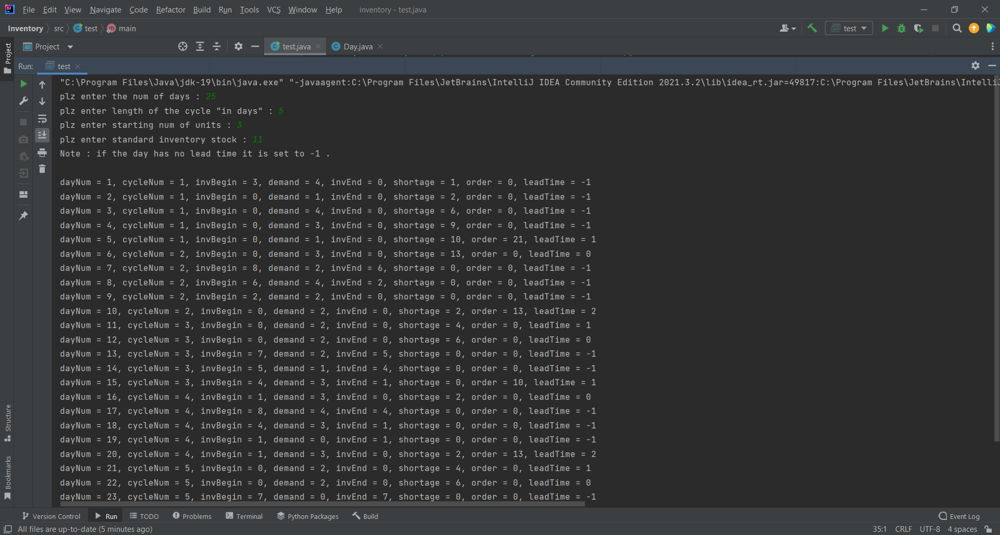 File Edit View Navigate Code Refactor Build Run Tools VCS Window Help inventory - test.java
Inventory src test main test
Project test.java Day.java
Project
Run: test
"C:\Program Files\Java\jdk-19\bin\java.exe" "-javaagent:C:\Program Files\JetBrains\IntelliJ IDEA Community Edition 2021.3.2\lib\idea_rt.jar=49817:C:\Program Files\JetBrains\IntelliJ
plz enter the num of days : 25
plz enter length of the cycle "in days" : 5
plz enter starting num of units : 3
plz enter standard inventory stock : 11
Note : if the day has no lead time it is set to -1 .
dayNum = 1, cycleNum = 1, invBegin = 3, demand = 4, invEnd = 0, shortage = 1, order = 0, leadTime = -1
dayNum = 2, cycleNum = 1, invBegin = 0, demand = 1, invEnd = 0, shortage = 2, order = 0, leadTime = -1
dayNum = 3, cycleNum = 1, invBegin = 0, demand = 4, invEnd = 0, shortage = 6, order = 0, leadTime = -1
dayNum = 4, cycleNum = 1, invBegin = 0, demand = 3, invEnd = 0, shortage = 9, order = 0, leadTime = -1
dayNum = 5, cycleNum = 1, invBegin = 0, demand = 1, invEnd = 0, shortage = 10, order = 21, leadTime = 1
dayNum = 6, cycleNum = 2, invBegin = 0, demand = 3, invEnd = 0, shortage = 13, order = 0, leadTime = 0
dayNum = 7, cycleNum = 2, invBegin = 8, demand = 2, invEnd = 6, shortage = 0, order = 0, leadTime = -1
dayNum = 8, cycleNum = 2, invBegin = 6, demand = 4, invEnd = 2, shortage = 0, order = 0, leadTime = -1
dayNum = 9, cycleNum = 2, invBegin = 2, demand = 2, invEnd = 0, shortage = 0, order = 0, leadTime = -1
dayNum = 10, cycleNum = 2, invBegin = 0, demand = 2, invEnd = 0, shortage = 2, order = 13, leadTime = 2
dayNum = 11, cycleNum = 3, invBegin = 0, demand = 2, invEnd = 0, shortage = 4, order = 0, leadTime = 1
dayNum = 12, cycleNum = 3, invBegin = 0, demand = 2, invEnd = 0, shortage = 6, order = 0, leadTime = 0
dayNum = 13, cycleNum = 3, invBegin = 7, demand = 2, invEnd = 5, shortage = 0, order = 0, leadTime = -1
dayNum = 14, cycleNum = 3, invBegin = 5, demand = 1, invEnd = 4, shortage = 0, order = 0, leadTime = -1
dayNum = 15, cycleNum = 3, invBegin = 4, demand = 3, invEnd = 1, shortage = 0, order = 10, leadTime = 1
dayNum = 16, cycleNum = 4, invBegin = 1, demand = 3, invEnd = 0, shortage = 2, order = 0, leadTime = 0
dayNum = 17, cycleNum = 4, invBegin = 8, demand = 4, invEnd = 4, shortage = 0, order = 0, leadTime = -1
dayNum = 18, cycleNum = 4, invBegin = 4, demand = 3, invEnd = 1, shortage = 0, order = 0, leadTime = -1
dayNum = 19, cycleNum = 4, invBegin = 1, demand = 0, invEnd = 1, shortage = 0, order = 0, leadTime = -1
dayNum = 20, cycleNum = 4, invBegin = 1, demand = 3, invEnd = 0, shortage = 2, order = 13, leadTime = 2
dayNum = 21, cycleNum = 5, invBegin = 0, demand = 2, invEnd = 0, shortage = 4, order = 0, leadTime = 1
dayNum = 22, cycleNum = 5, invBegin = 0, demand = 2, invEnd = 0, shortage = 6, order = 0, leadTime = 0
dayNum = 23, cycleNum = 5, invBegin = 7, demand = 0, invEnd = 7, shortage = 0, order = 0, leadTime = -1
Structure
Bookmarks
Version Control Run TODO Problems Terminal Python Packages Build Event Log
All files are up-to-date (5 minutes ago) 35:1 CRLF UTF-8 4 spaces